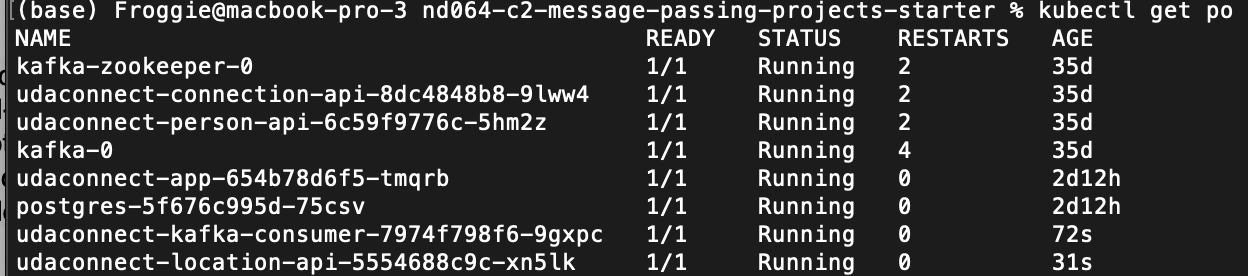 (base) Froggie@macbook-pro-3 nd064-c2-message-passing-projects-starter % kubectl get po
NAME READY STATUS RESTARTS AGE
kafka-zookeeper-0 1/1 Running 2 35d
udaconnect-connection-api-8dc4848b8-9lww4 1/1 Running 2 35d
udaconnect-person-api-6c59f9776c-5hm2z 1/1 Running 2 35d
kafka-0 1/1 Running 4 35d
udaconnect-app-654b78d6f5-tmqrb 1/1 Running 0 2d12h
postgres-5f676c995d-75csv 1/1 Running 0 2d12h
udaconnect-kafka-consumer-7974f798f6-9gxpc 1/1 Running 0 72s
udaconnect-location-api-5554688c9c-xn5lk 1/1 Running 0 31s